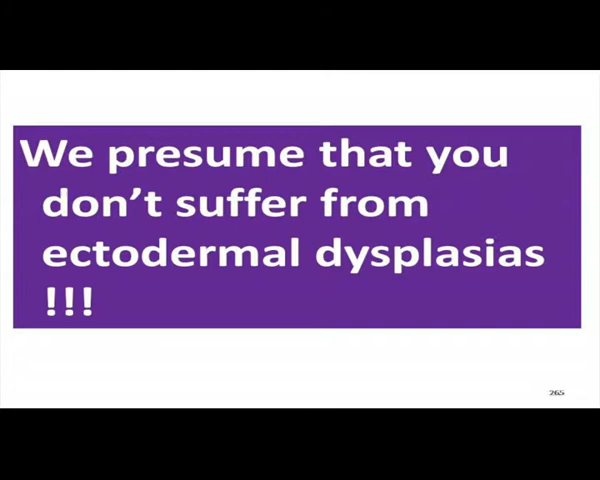 We presume that you
don’t suffer from
ectodermal dysplasias
!!!
265